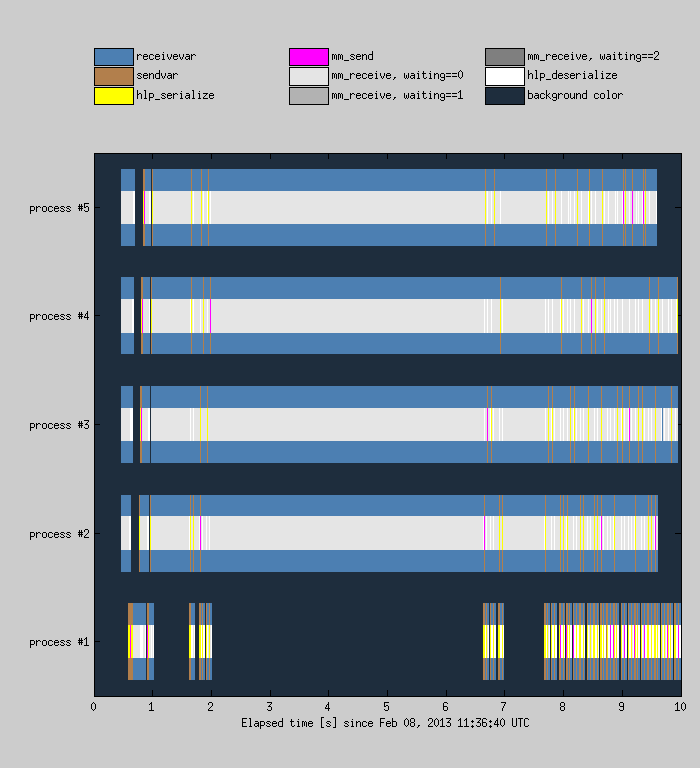 receivevar mm_send mm_receive, waiting==2
sendvar mm_receive, waiting==0 hlp_deserialize
hlp_serialize mm_receive, waiting==1 background color
process #5
process #4
process #3
process #2
process #1
0 1 2 3 4 5 6 7 8 9 10
Elapsed time [s] since Feb 08, 2013 11:36:40 UTC